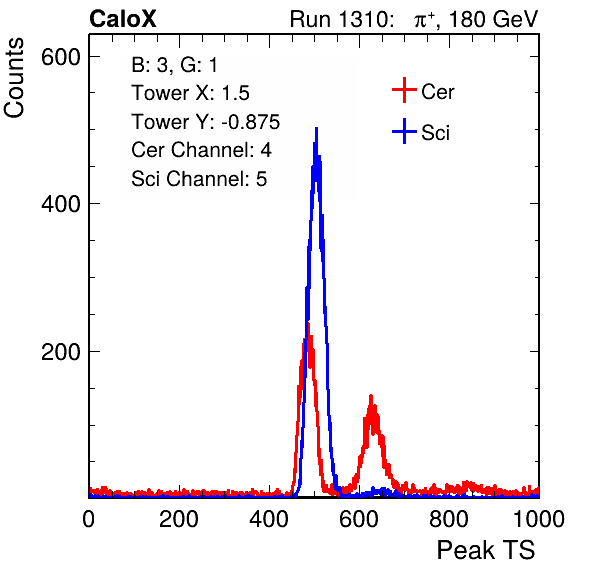 CaloX
Run 1310: π⁺, 180 GeV
Counts
B: 3, G: 1
Tower X: 1.5
Tower Y: -0.875
Cer Channel: 4
Sci Channel: 5
Cer
Sci
600
400
200
0 200 400 600 800 1000
Peak TS